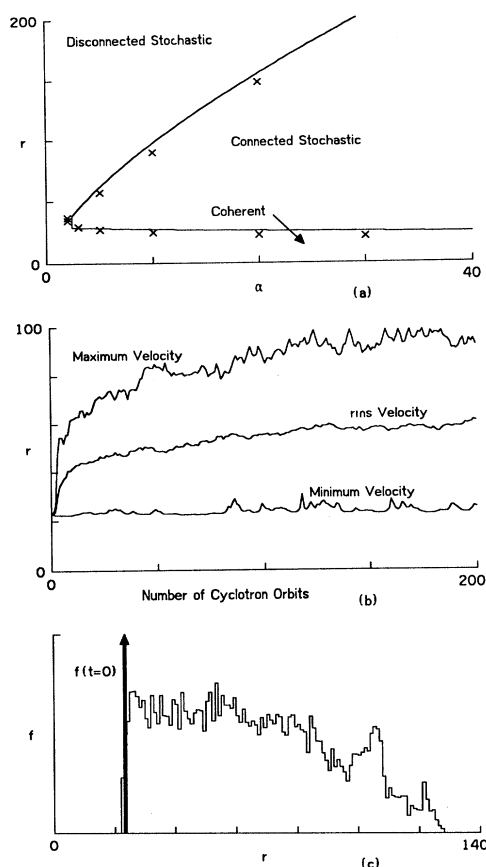 200
Disconnected Stochastic
r
Connected Stochastic
Coherent
0
0
α
40
(a)
100
Maximum Velocity
rms Velocity
r
Minimum Velocity
0
0
200
Number of Cyclotron Orbits
(b)
f(t=0)
f
0
r
140
(c)